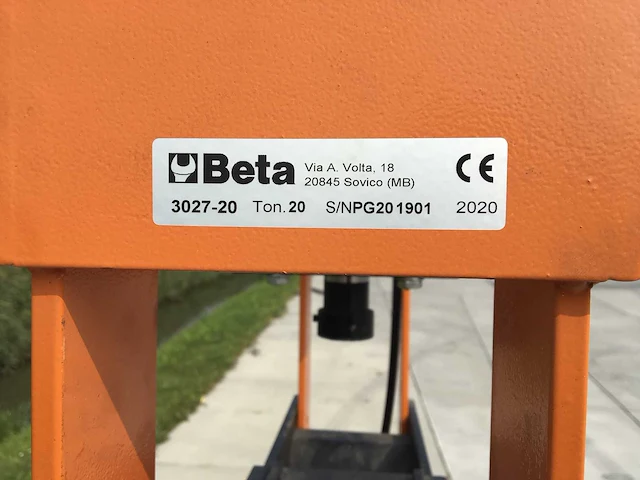 Beta Via A. Volta, 18
20845 Sovico (MB)
CE
3027-20 Ton.20 S/NPG201901 2020